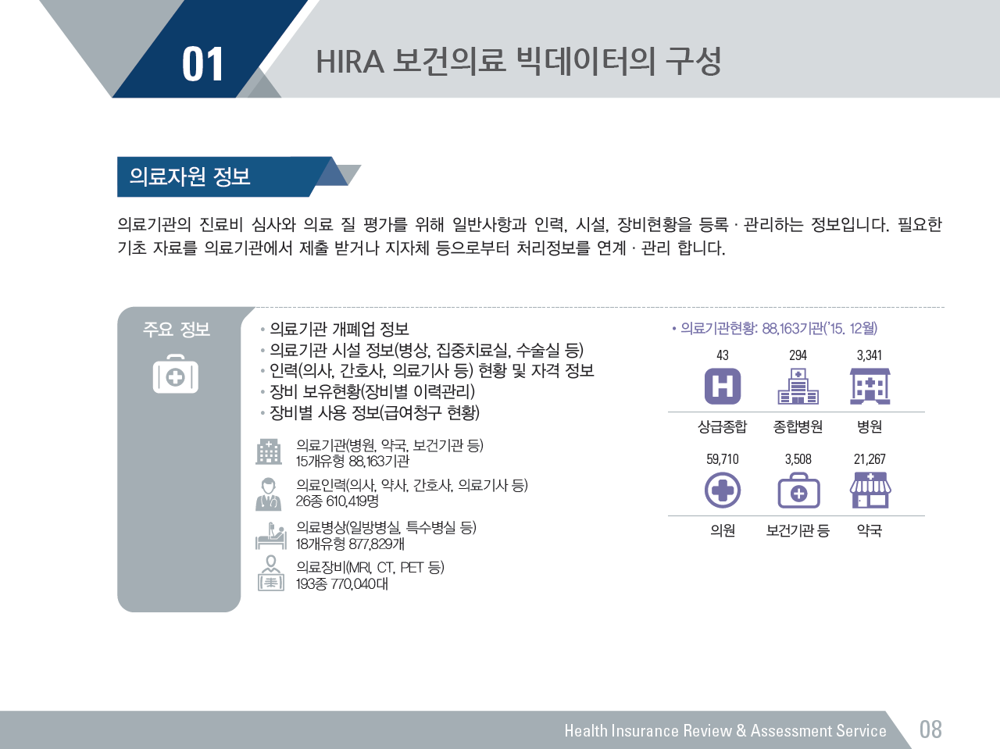 01
HIRA 보건의료 빅데이터의 구성
의료자원 정보
의료기관의 진료비 심사와 의료 질 평가를 위해 일반사항과 인력, 시설, 장비현황을 등록 · 관리하는 정보입니다. 필요한
기초 자료를 의료기관에서 제출 받거나 지자체 등으로부터 처리정보를 연계 · 관리 합니다.
주요 정보
• 의료기관 개폐업 정보
• 의료기관 시설 정보(병상, 집중치료실, 수술실 등)
• 인력(의사, 간호사, 의료기사 등) 현황 및 자격 정보
• 장비 보유현황(장비별 이력관리)
• 장비별 사용 정보(급여청구 현황)
의료기관(병원, 약국, 보건기관 등)
15개유형 88,163기관
의료인력(의사, 약사, 간호사, 의료기사 등)
26종 610,419명
의료병상(일방병실, 특수병실 등)
18개유형 877,829개
의료장비(MRI, CT, PET 등)
193종 770,040대
• 의료기관현황: 88,163기관('15. 12월)
43 294 3,341
H
상급종합 종합병원 병원
59,710 3,508 21,267
의원 보건기관 등 약국
Health Insurance Review & Assessment Service 08